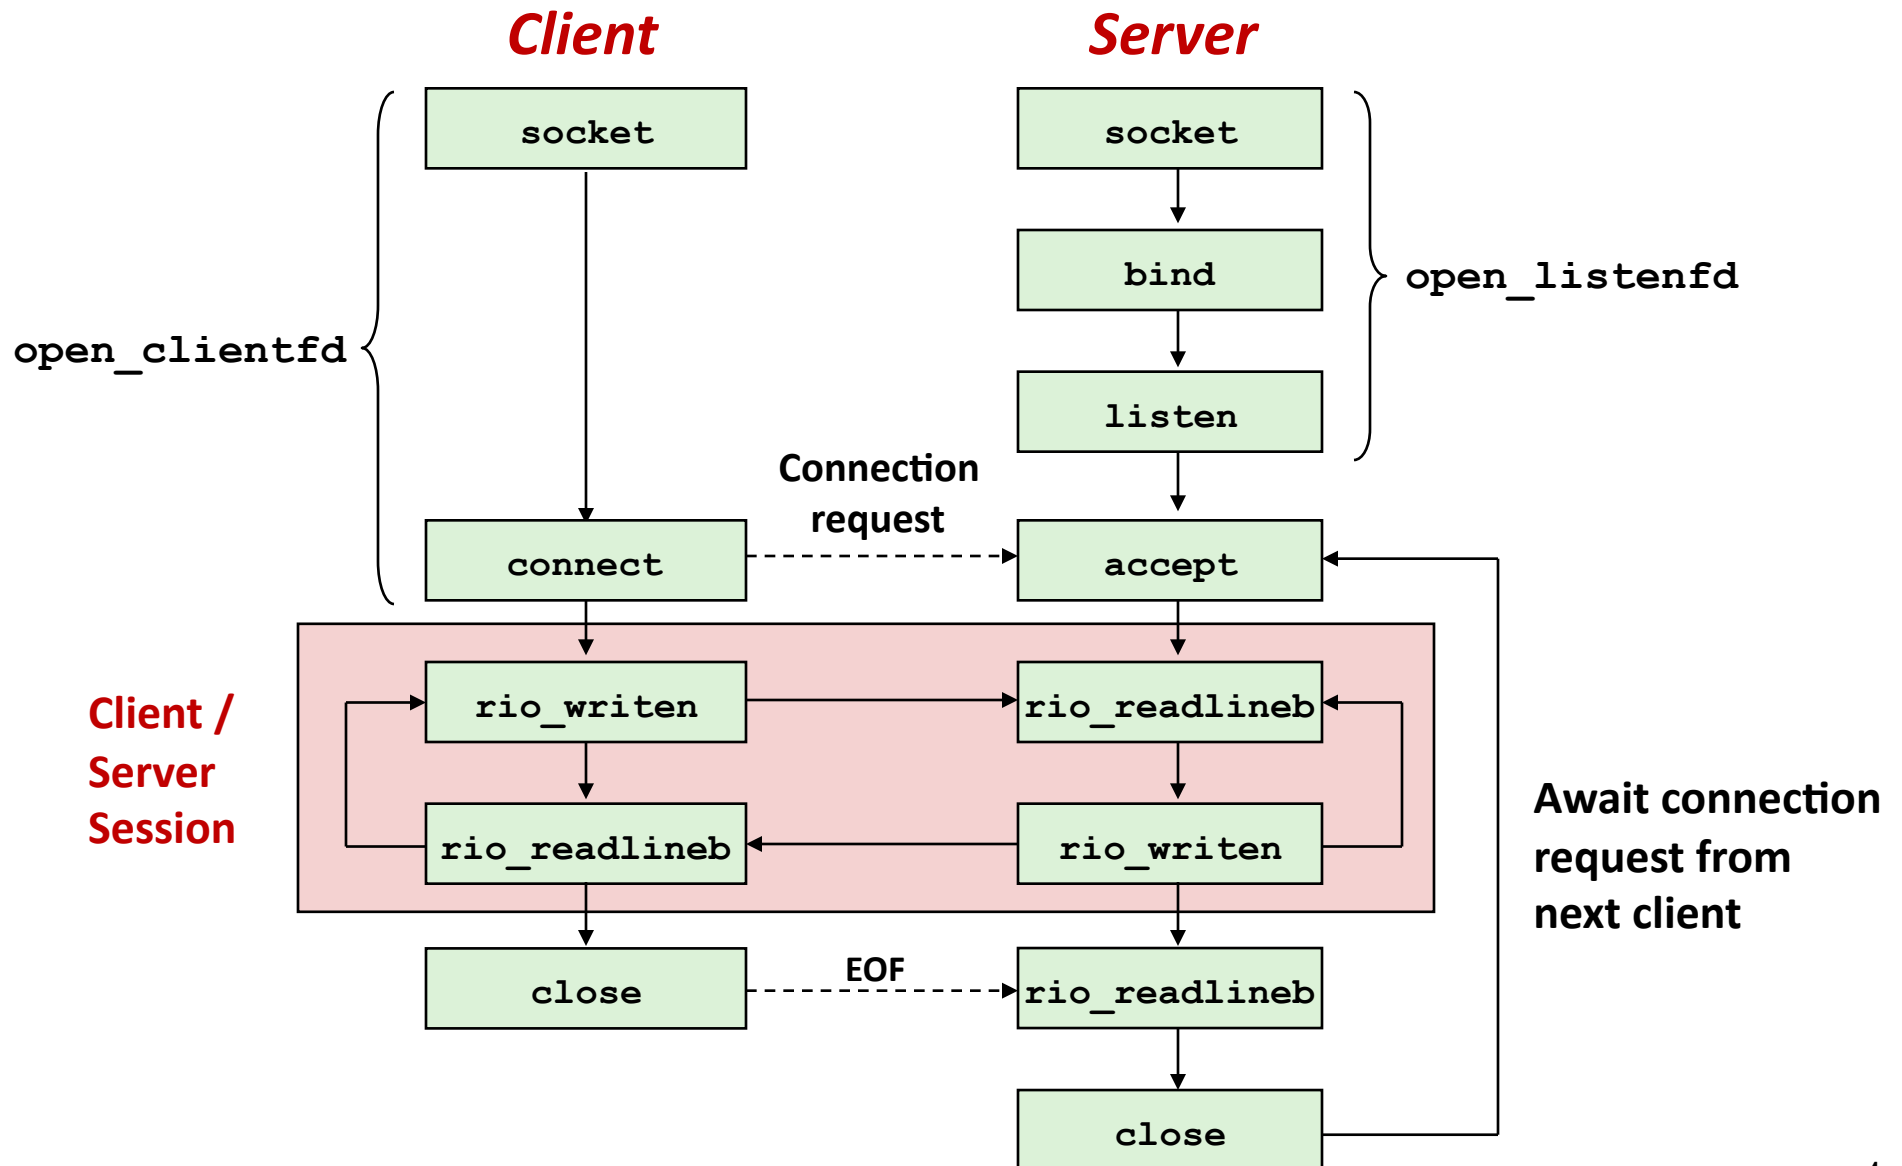 Client
Server
socket
socket
bind
open_listenfd
open_clientfd
listen
Connection
request
connect
accept
Client /
Server
Session
rio_writen
rio_readlineb
rio_readlineb
rio_writen
Await connection
request from
next client
close
EOF
rio_readlineb
close